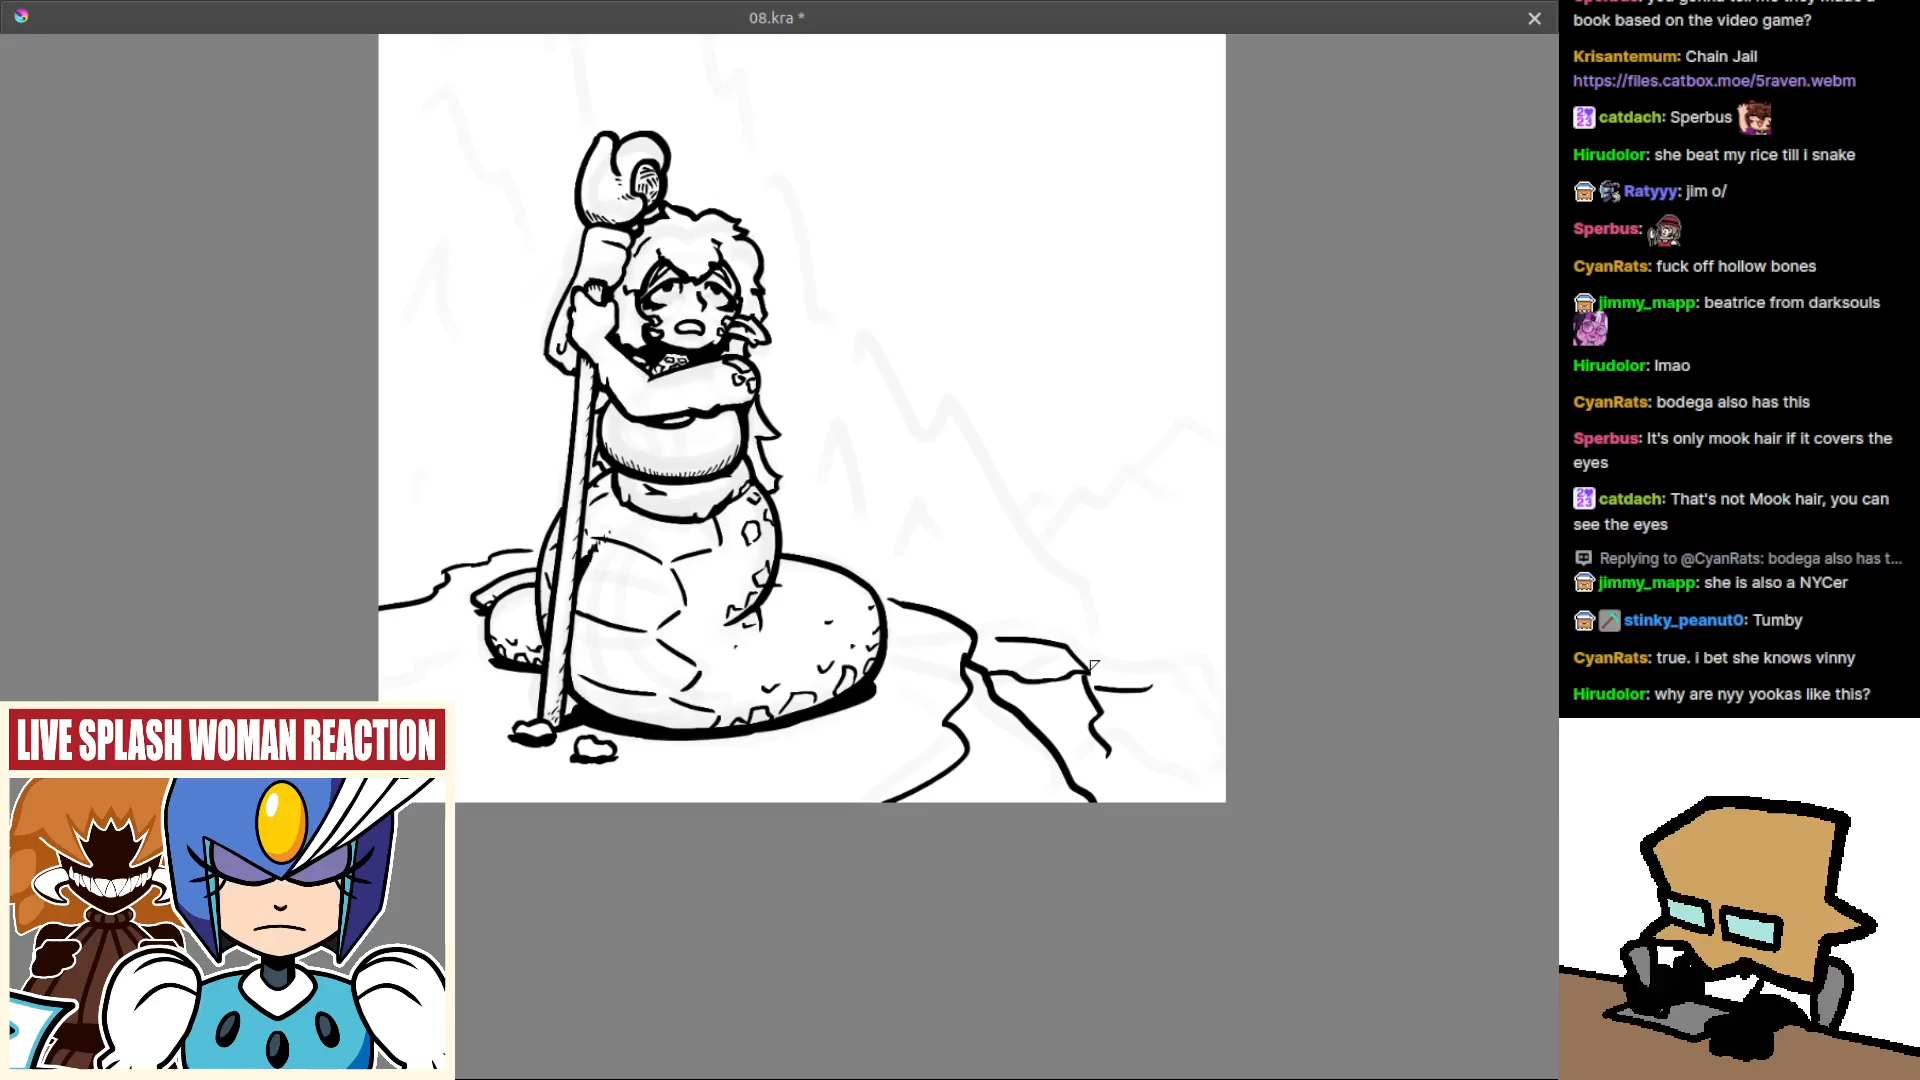 08.kra *
book based on the video game?
Krisantemum: Chain Jail
https://files.catbox.moe/5raven.webm
catdach: Sperbus
Hirudolor: she beat my rice till i snake
Ratyyy: jim o/
Sperbus:
CyanRats: fuck off hollow bones
jimmy_mapp: beatrice from darksouls
Hirudolor: lmao
CyanRats: bodega also has this
Sperbus: It's only mook hair if it covers the
eyes
catdach: That's not Mook hair, you can
see the eyes
Replying to @CyanRats: bodega also has t...
jimmy_mapp: she is also a NYCer
stinky_peanut0: Tumby
CyanRats: true. i bet she knows vinny
Hirudolor: why are nyy yookas like this?
LIVE SPLASH WOMAN REACTION